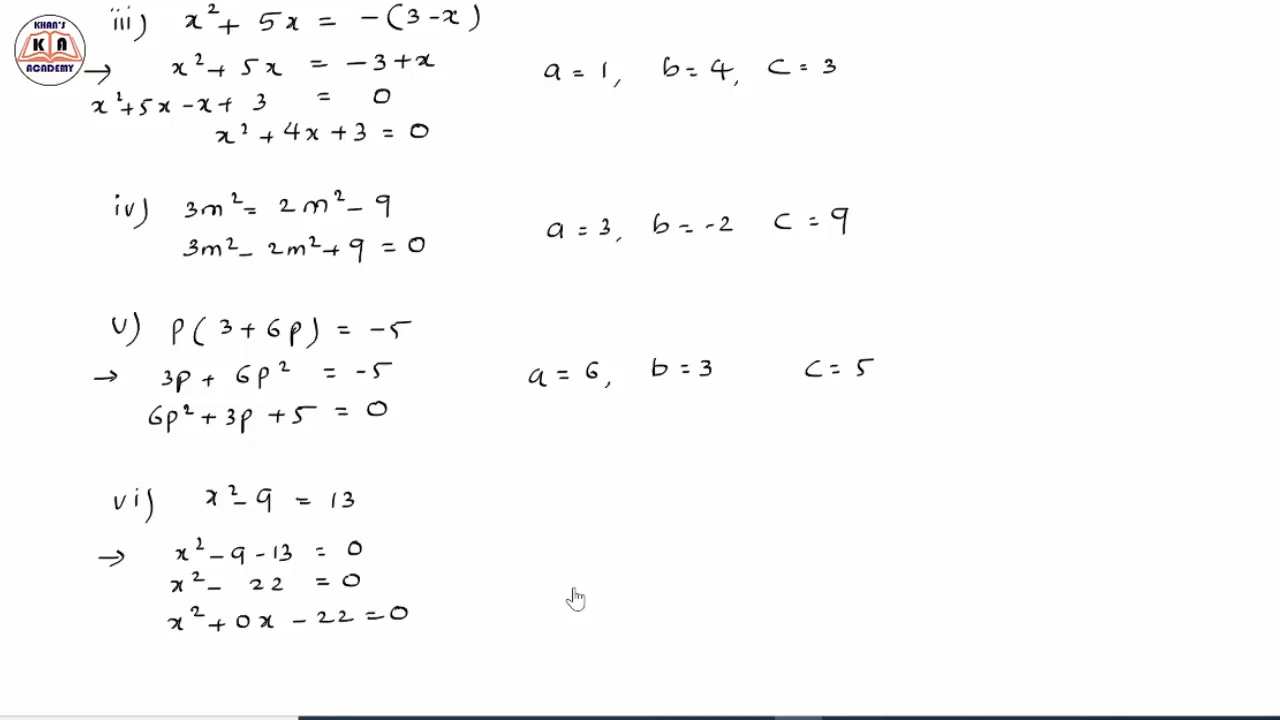 KHAN'S
K A
ACADEMY
iii) x² + 5x = -(3 - x)
→ x² + 5x = -3 + x a = 1, b = 4, c = 3
x² + 5x - x + 3 = 0
x² + 4x + 3 = 0
iv) 3m² = 2m² - 9
3m² - 2m² + 9 = 0 a = 3, b = -2 c = 9
v) P(3 + 6p) = -5
→ 3p + 6p² = -5 a = 6, b = 3 c = 5
6p² + 3p + 5 = 0
vi) x² - 9 = 13
→ x² - 9 - 13 = 0
x² - 22 = 0
x² + 0x - 22 = 0